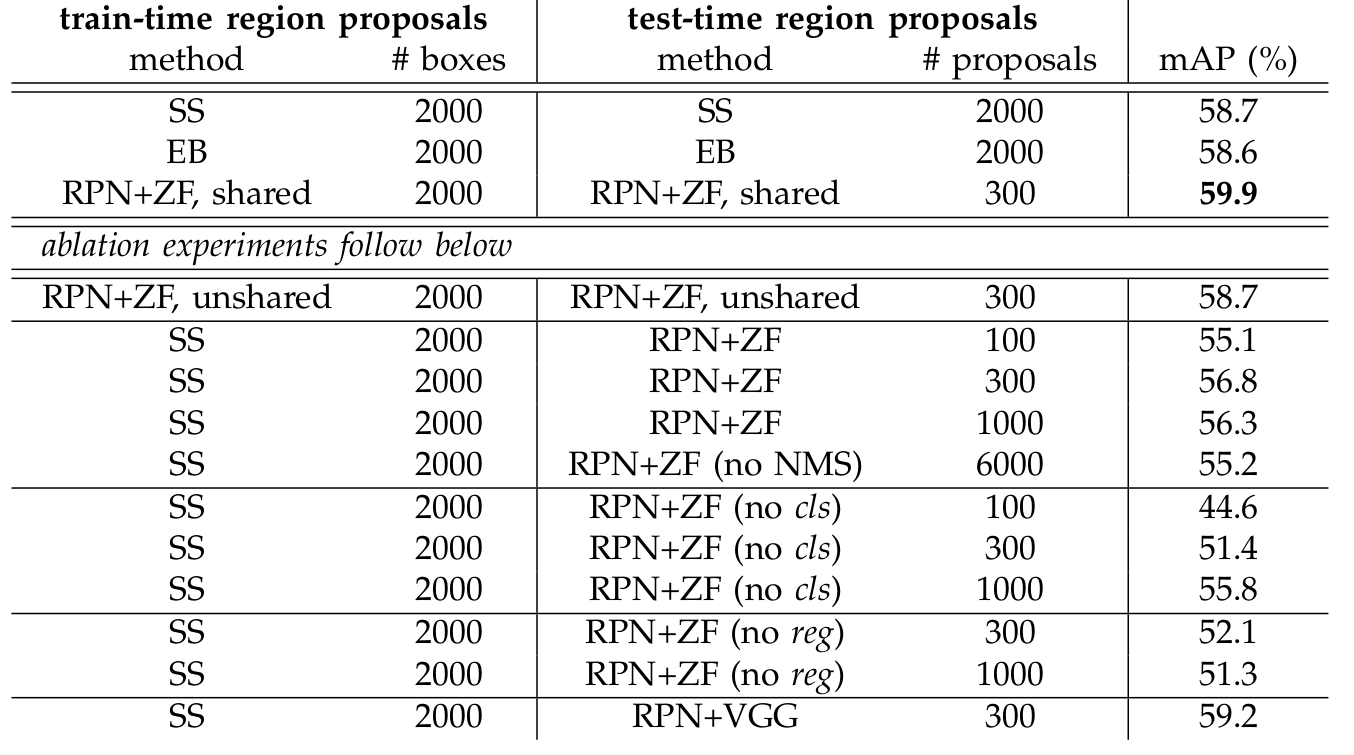 train-time region proposals test-time region proposals
method # boxes method # proposals mAP (%)
SS 2000 SS 2000 58.7
EB 2000 EB 2000 58.6
RPN+ZF, shared 2000 RPN+ZF, shared 300 59.9
ablation experiments follow below
RPN+ZF, unshared 2000 RPN+ZF, unshared 300 58.7
SS 2000 RPN+ZF 100 55.1
SS 2000 RPN+ZF 300 56.8
SS 2000 RPN+ZF 1000 56.3
SS 2000 RPN+ZF (no NMS) 6000 55.2
SS 2000 RPN+ZF (no cls) 100 44.6
SS 2000 RPN+ZF (no cls) 300 51.4
SS 2000 RPN+ZF (no cls) 1000 55.8
SS 2000 RPN+ZF (no reg) 300 52.1
SS 2000 RPN+ZF (no reg) 1000 51.3
SS 2000 RPN+VGG 300 59.2